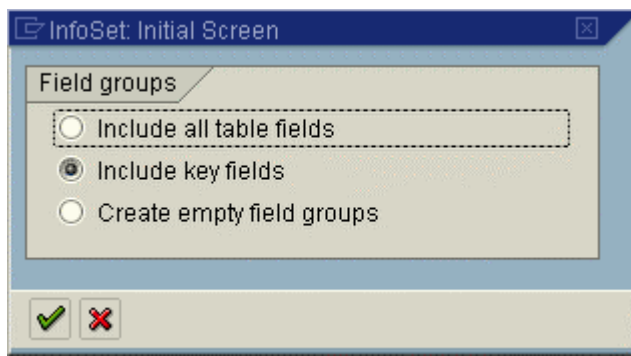 InfoSet: Initial Screen
Field groups
Include all table fields
Include key fields
Create empty field groups